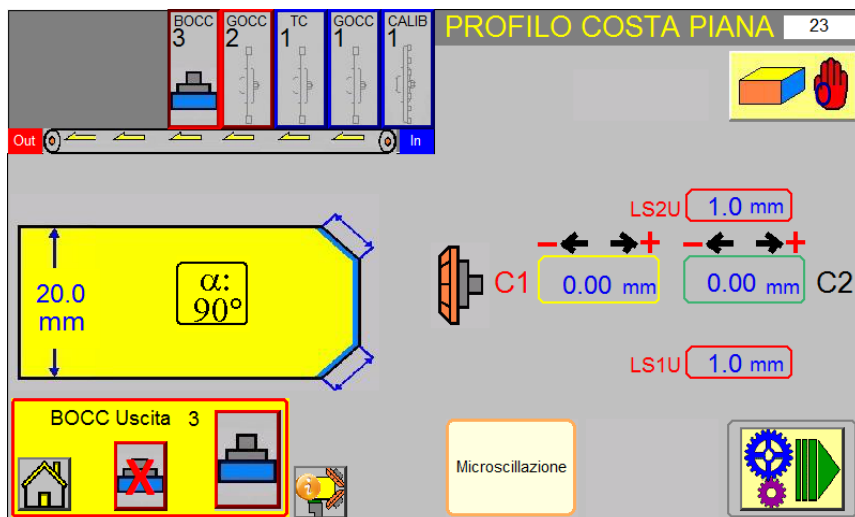 BOCC GOCC TC GOCC CALIB
3 2 1 1 1
PROFILO COSTA PIANA 23
Out In
LS2U 1.0 mm
- + - +
C1 0.00 mm 0.00 mm C2
20.0
mm
α:
90°
LS1U 1.0 mm
BOCC Uscita 3
X
i
Microscillazione